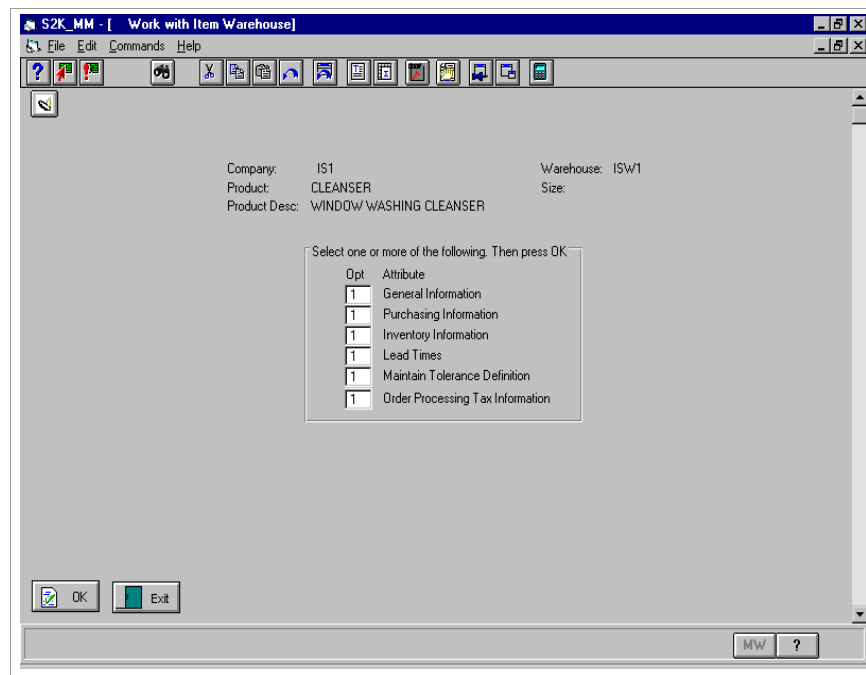 S2K_MM - [ Work with Item Warehouse]
File Edit Commands Help
Company: IS1 Warehouse: ISW1
Product: CLEANSER Size:
Product Desc: WINDOW WASHING CLEANSER
Select one or more of the following. Then press OK
Opt Attribute
1 General Information
1 Purchasing Information
1 Inventory Information
1 Lead Times
1 Maintain Tolerance Definition
1 Order Processing Tax Information
OK Exit
MW ?